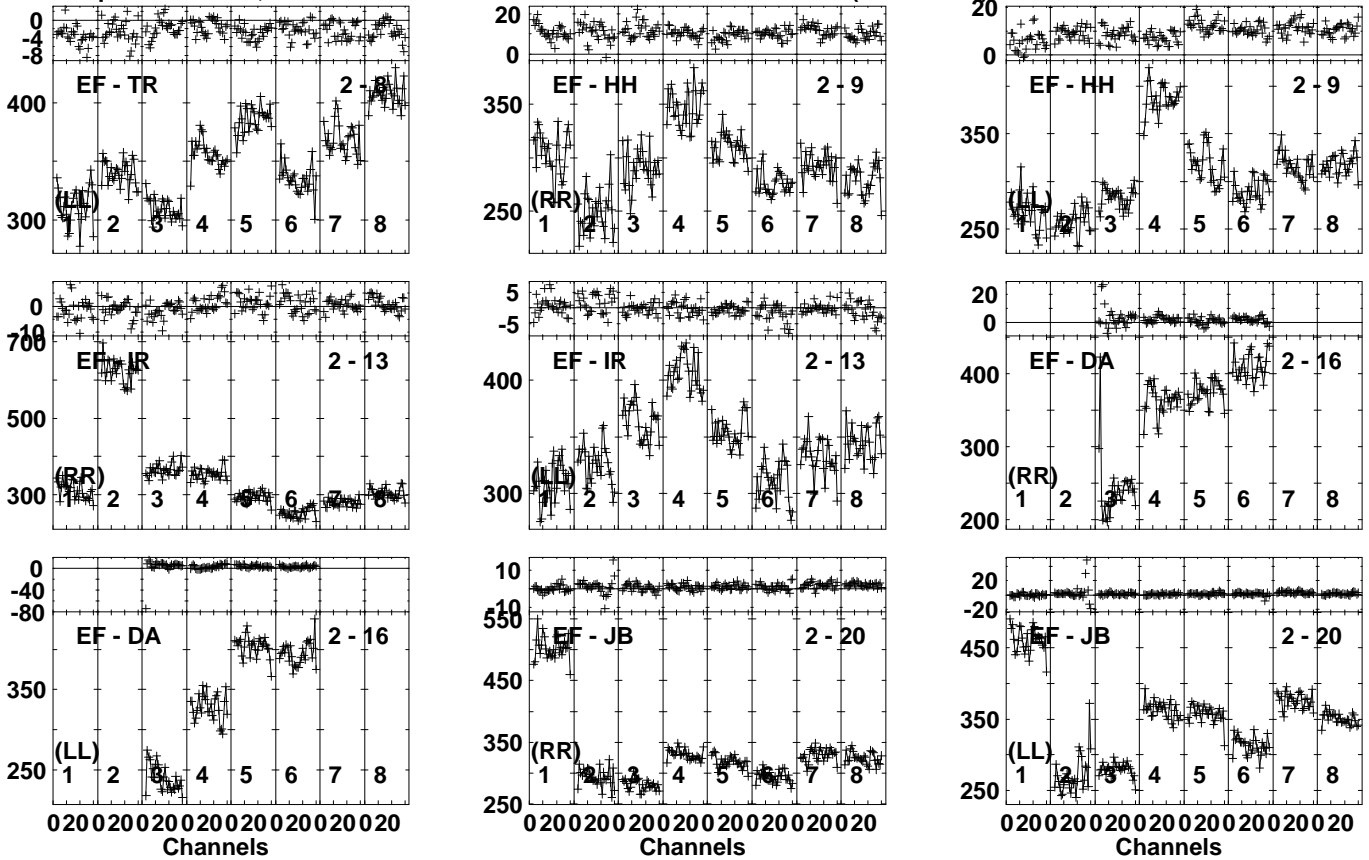 0
-4
-8
EF - TR 2 - 8
400
300
(LL)
1 2 3 4 5 6 7 8
20
0
EF - HH 2 - 9
350
250
(RR)
1 2 3 4 5 6 7 8
20
0
EF - HH 2 - 9
350
250
(LL)
1 2 3 4 5 6 7 8
0
-10
700
EF - IR 2 - 13
500
300
(RR)
1 2 3 4 5 6 7 8
5
-5
EF - IR 2 - 13
400
300
(LL)
1 2 3 4 5 6 7 8
20
0
EF - DA 2 - 16
400
300
200
(RR)
1 2 3 4 5 6 7 8
0
-40
-80
EF - DA 2 - 16
350
250
(LL)
1 2 3 4 5 6 7 8
0 20 0 20 0 20 0 20 0 20 0 20 0 20 0 20
Channels
10
-10
550
EF - JB 2 - 20
450
350
250
(RR)
1 2 3 4 5 6 7 8
0 20 0 20 0 20 0 20 0 20 0 20 0 20 0 20
Channels
20
-20
EF - JB 2 - 20
450
350
250
(LL)
1 2 3 4 5 6 7 8
0 20 0 20 0 20 0 20 0 20 0 20 0 20 0 20
Channels